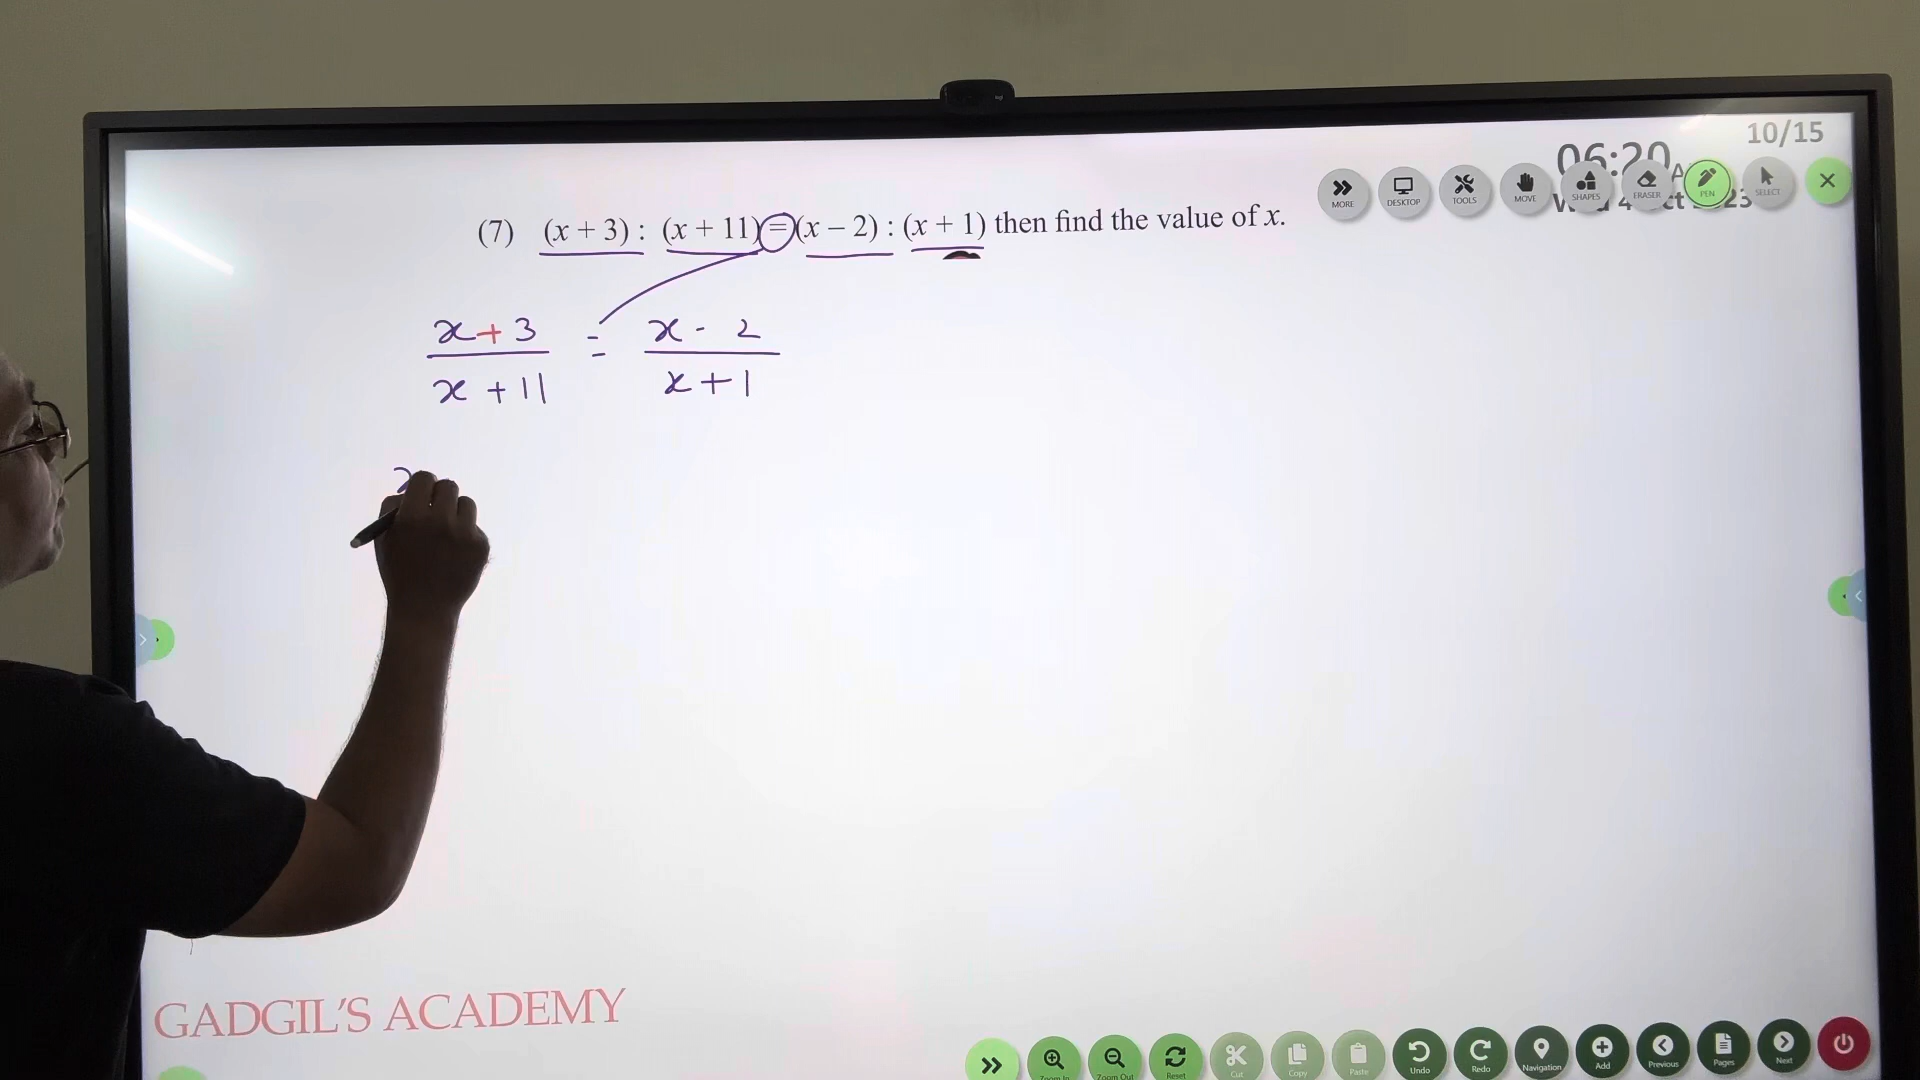 10/15
06:20
MORE DESKTOP TOOLS MOVE SHAPES ERASER PEN SELECT
(7) (x + 3) : (x + 11) = (x – 2) : (x + 1) then find the value of x.
x + 3 = x - 2
x + 11 x + 1
GADGIL'S ACADEMY
Zoom In Zoom Out Reset Cut Copy Paste Undo Redo Navigation Add Previous Pages Next